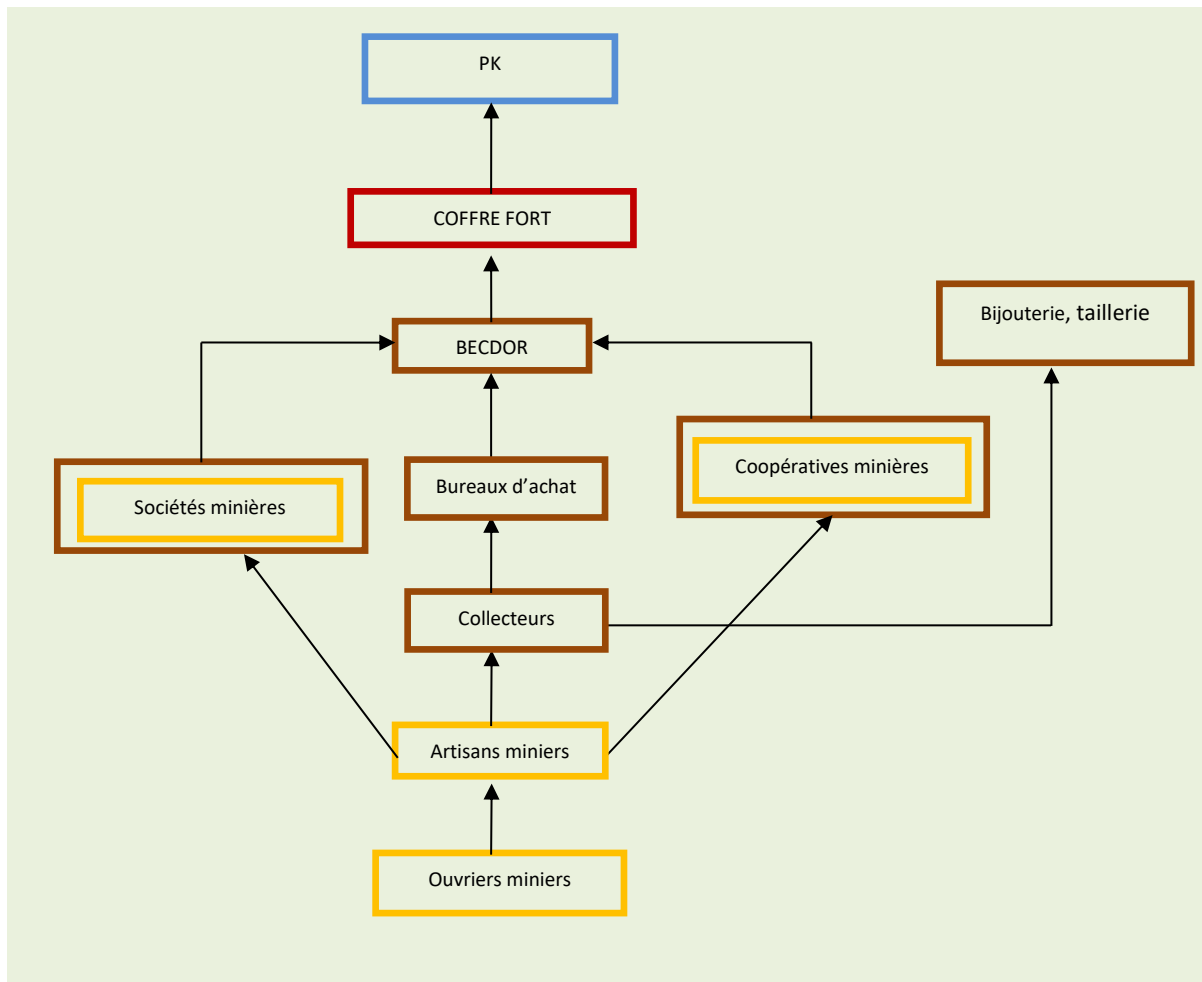 PK
COFFRE FORT
Bijouterie, taillerie
BECDOR
Coopératives minières
Bureaux d’achat
Sociétés minières
Collecteurs
Artisans miniers
Ouvriers miniers